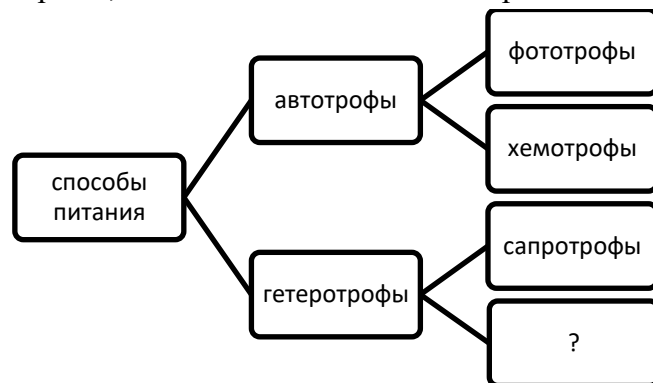 способы
питания
автотрофы
гетеротрофы
фототрофы
хемотрофы
сапротрофы
?